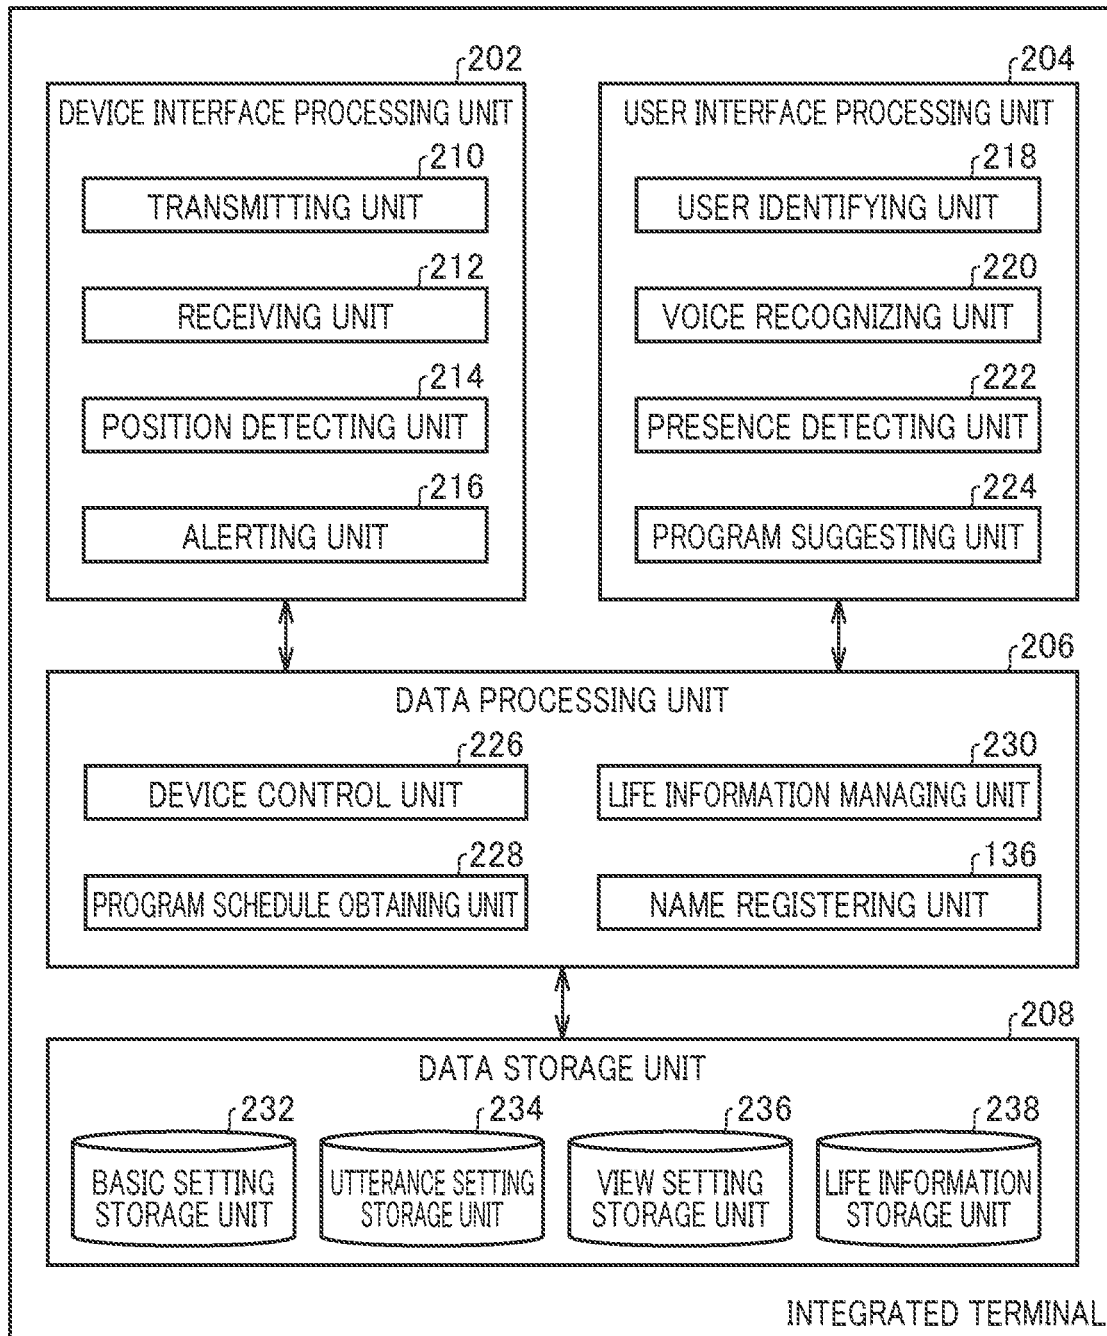 202
DEVICE INTERFACE PROCESSING UNIT
210
TRANSMITTING UNIT
212
RECEIVING UNIT
214
POSITION DETECTING UNIT
216
ALERTING UNIT
204
USER INTERFACE PROCESSING UNIT
218
USER IDENTIFYING UNIT
220
VOICE RECOGNIZING UNIT
222
PRESENCE DETECTING UNIT
224
PROGRAM SUGGESTING UNIT
206
DATA PROCESSING UNIT
226
DEVICE CONTROL UNIT
230
LIFE INFORMATION MANAGING UNIT
228
PROGRAM SCHEDULE OBTAINING UNIT
136
NAME REGISTERING UNIT
208
DATA STORAGE UNIT
232
BASIC SETTING
STORAGE UNIT
234
UTTERANCE SETTING
STORAGE UNIT
236
VIEW SETTING
STORAGE UNIT
238
LIFE INFORMATION
STORAGE UNIT
INTEGRATED TERMINAL